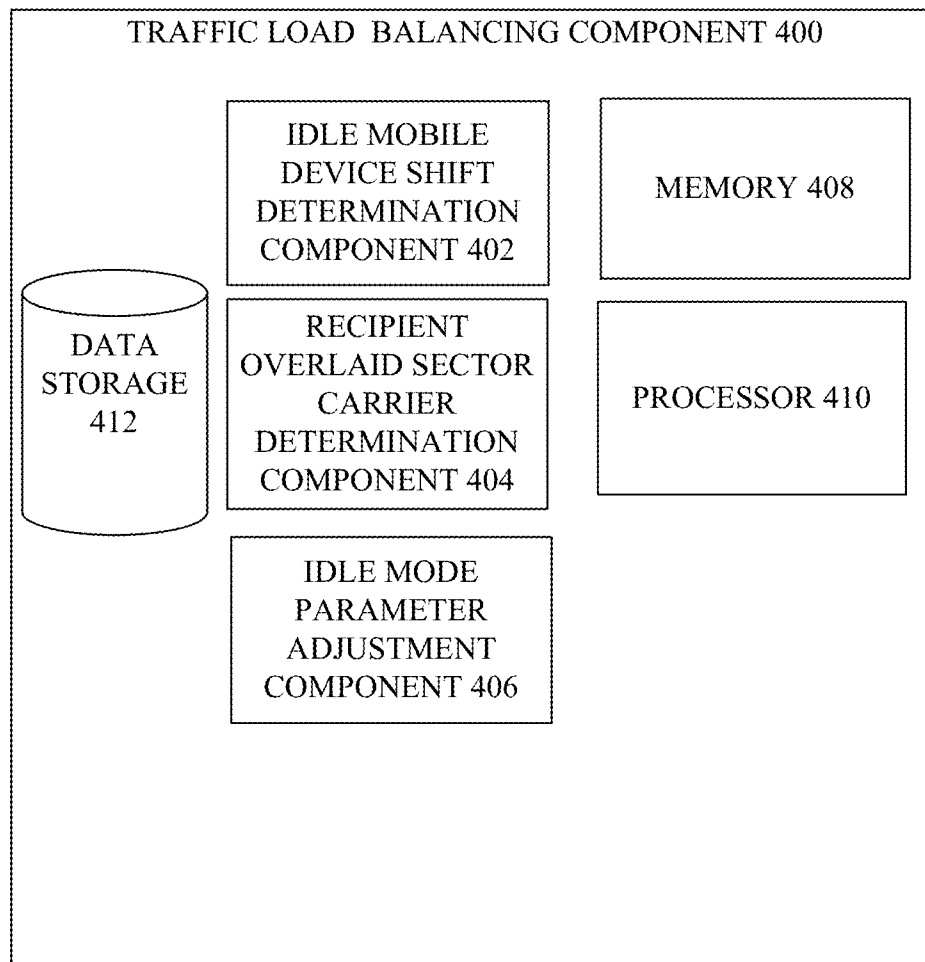 TRAFFIC LOAD BALANCING COMPONENT 400
IDLE MOBILE
DEVICE SHIFT
DETERMINATION
COMPONENT 402
MEMORY 408
DATA
STORAGE
412
RECIPIENT
OVERLAID SECTOR
CARRIER
DETERMINATION
COMPONENT 404
PROCESSOR 410
IDLE MODE
PARAMETER
ADJUSTMENT
COMPONENT 406